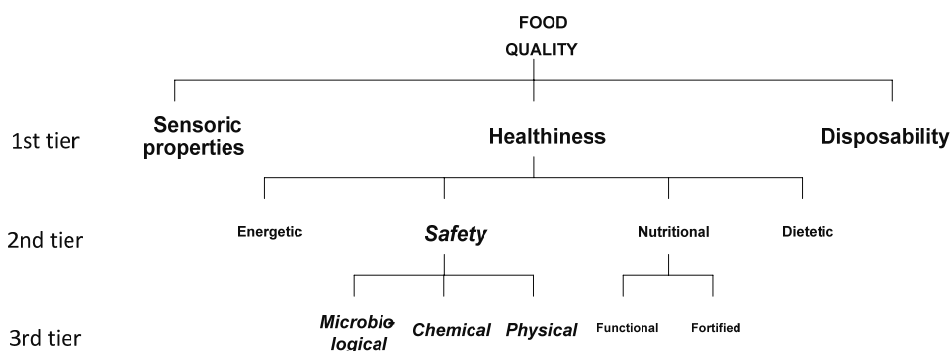 FOOD
QUALITY
1st tier
Sensoric
properties
Healthiness
Disposability
2nd tier
Energetic
Safety
Nutritional
Dietetic
3rd tier
Microbio-
logical
Chemical
Physical
Functional
Fortified